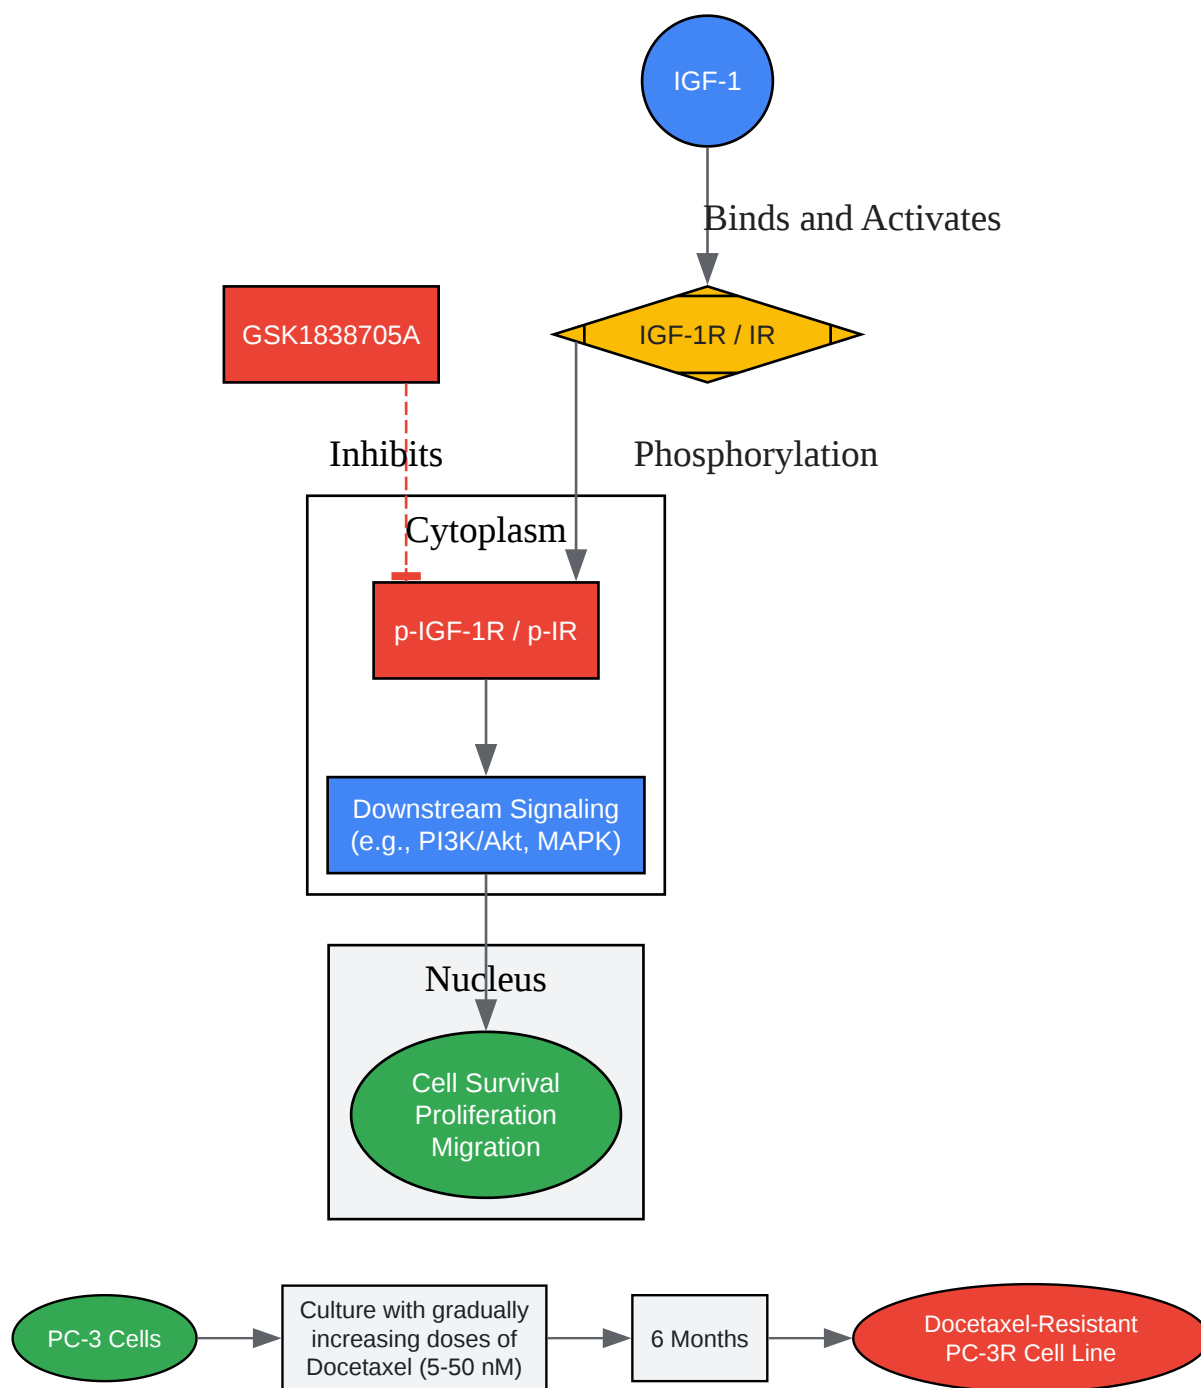 IGF-1
Binds and Activates
GSK1838705A
IGF-1R / IR
Inhibits
Phosphorylation
Cytoplasm
p-IGF-1R / p-IR
Downstream Signaling
(e.g., PI3K/Akt, MAPK)
Nucleus
Cell Survival
Proliferation
Migration
PC-3 Cells
Culture with gradually
increasing doses of
Docetaxel (5-50 nM)
6 Months
Docetaxel-Resistant
PC-3R Cell Line